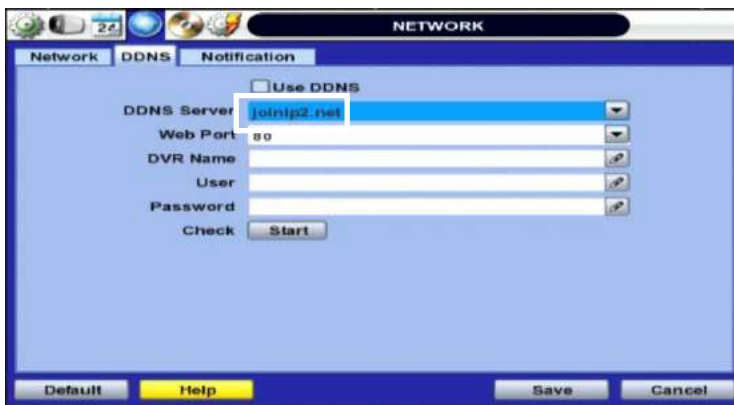 24
NETWORK
Network DDNS Notification
Use DDNS
DDNS Server joinip2.net
Web Port 80
DVR Name
User
Password
Check Start
Default Help Save Cancel